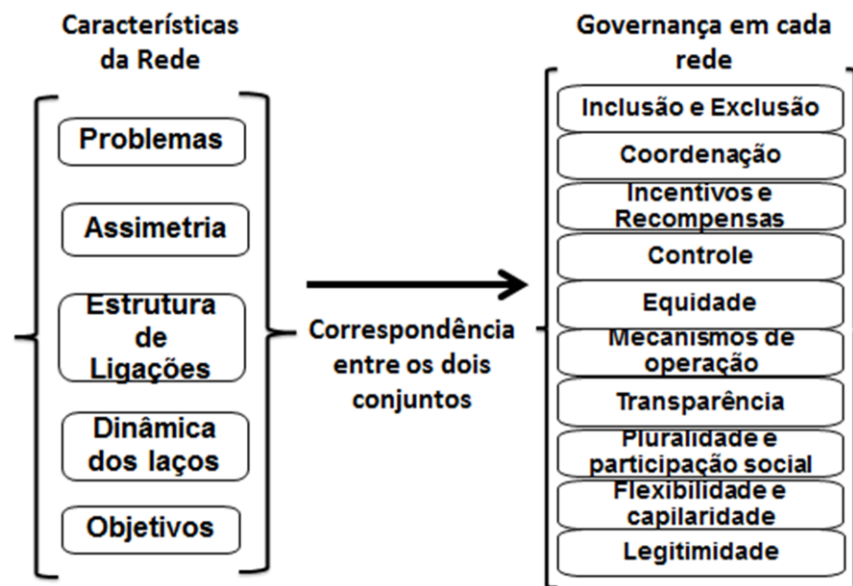 Características
da Rede
Problemas
Assimetria
Estrutura
de
Ligações
Dinâmica
dos laços
Objetivos
Correspondência
entre os dois
conjuntos
Governança em cada
rede
Inclusão e Exclusão
Coordenação
Incentivos e
Recompensas
Controle
Equidade
Mecanismos de
operação
Transparência
Pluralidade e
participação social
Flexibilidade e
capilaridade
Legitimidade